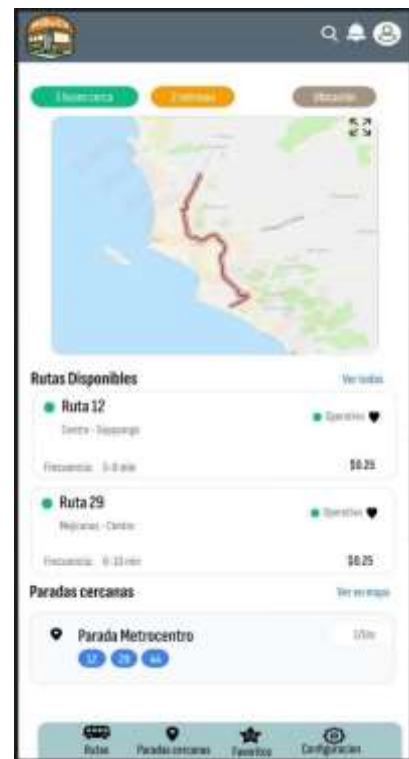 Rutas Disponibles
Ver todas
Ruta 12
Operativo
Centro - Soyapango
Frecuencia: 5-8 min
$0.25
Ruta 29
Operativo
Mejicanos - Centro
Frecuencia: 8-10 min
$0.25
Paradas cercanas
Ver en mapa
Parada Metrocentro
12 29 44
Rutas
Paradas cercanas
Favoritos
Configuracion